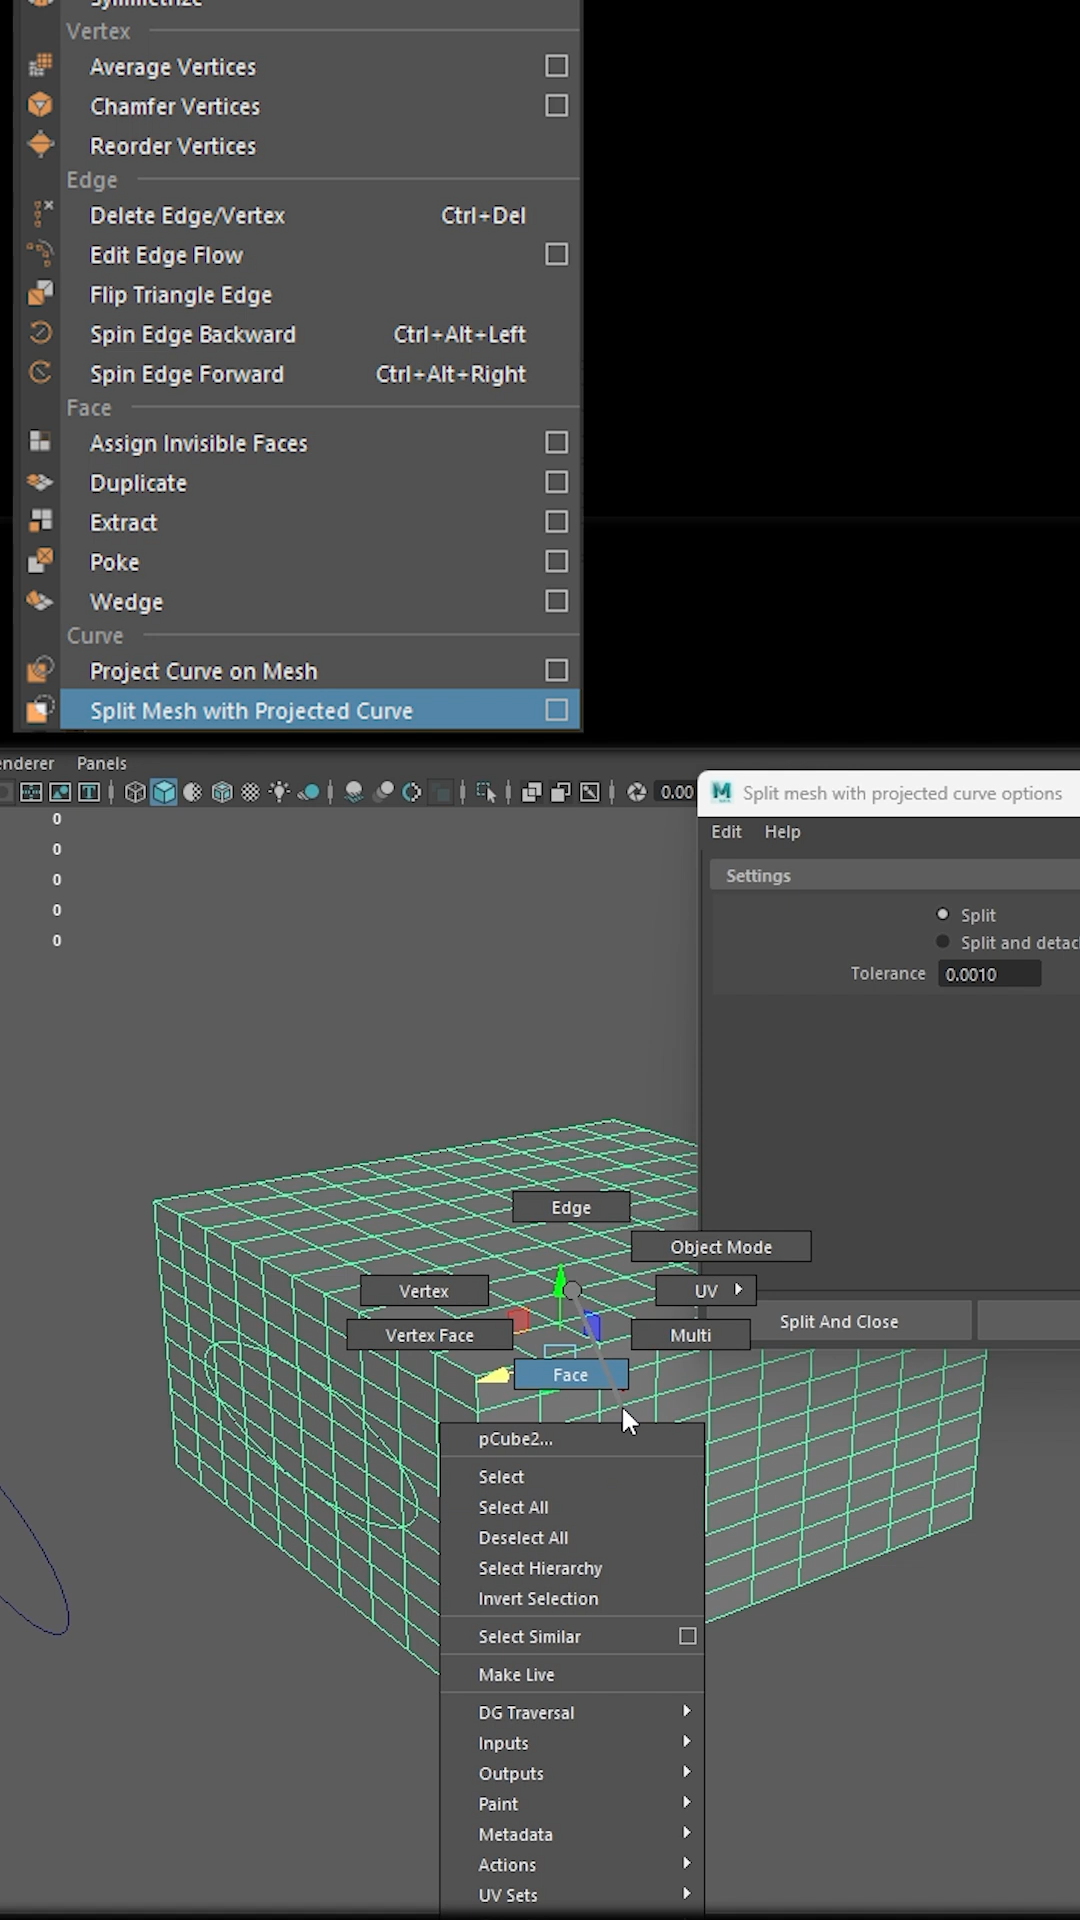 Symmetrize
Vertex
Average Vertices
Chamfer Vertices
Reorder Vertices
Edge
Delete Edge/Vertex Ctrl+Del
Edit Edge Flow
Flip Triangle Edge
Spin Edge Backward Ctrl+Alt+Left
Spin Edge Forward Ctrl+Alt+Right
Face
Assign Invisible Faces
Duplicate
Extract
Poke
Wedge
Curve
Project Curve on Mesh
Split Mesh with Projected Curve
enderer Panels
0.00
0
0
0
0
0
M Split mesh with projected curve options
Edit Help
Settings
Split
Split and detach
Tolerance 0.0010
Split And Close
Edge
Object Mode
Vertex
UV
Vertex Face
Multi
Face
pCube2...
Select
Select All
Deselect All
Select Hierarchy
Invert Selection
Select Similar
Make Live
DG Traversal
Inputs
Outputs
Paint
Metadata
Actions
UV Sets